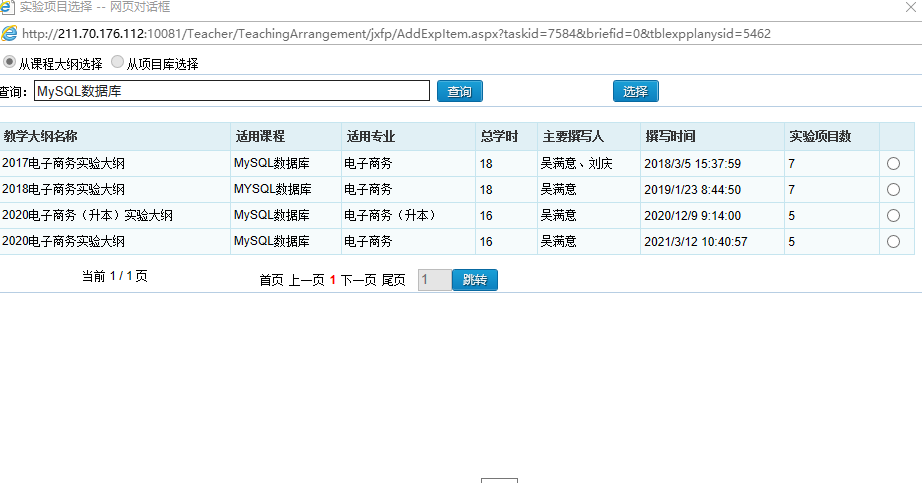 实验项目选择 -- 网页对话框
http://211.70.176.112:10081/Teacher/TeachingArrangement/jxfp/AddExpItem.aspx?taskid=7584&briefid=0&tblexpplanysid=5462
从课程大纲选择 从项目库选择
查询: MySQL数据库 查询 选择
教学大纲名称 适用课程 适用专业 总学时 主要撰写人 撰写时间 实验项目数
2017电子商务实验大纲 MySQL数据库 电子商务 18 吴满意、刘庆 2018/3/5 15:37:59 7
2018电子商务实验大纲 MYSQL数据库 电子商务 18 吴满意 2019/1/23 8:44:50 7
2020电子商务（升本）实验大纲 MySQL数据库 电子商务（升本） 16 吴满意 2020/12/9 9:14:00 5
2020电子商务实验大纲 MySQL数据库 电子商务 16 吴满意 2021/3/12 10:40:57 5
当前 1 / 1 页 首页 上一页 1 下一页 尾页 1 跳转